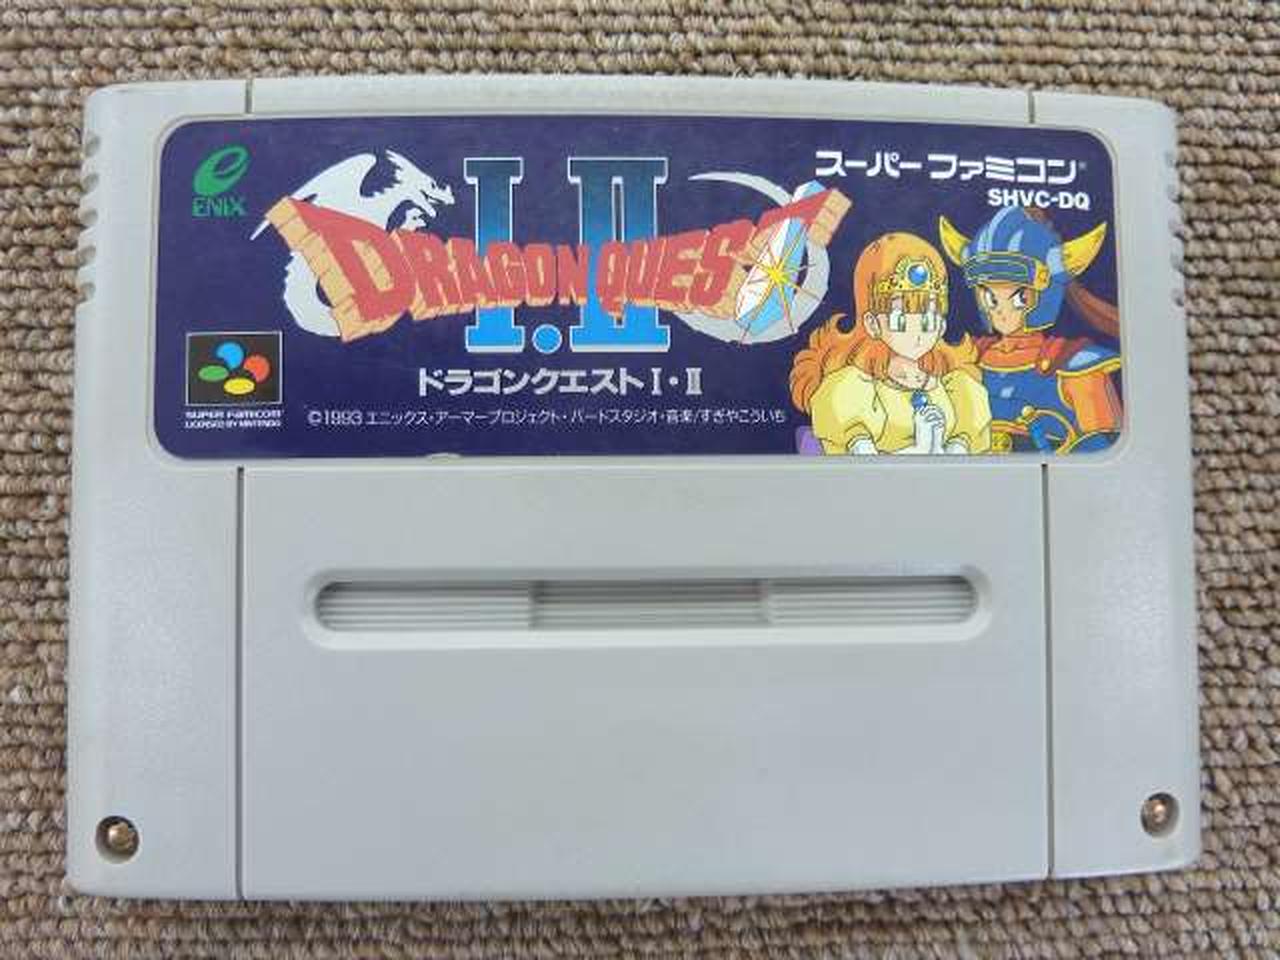 ENIX
I.II
DRAGON QUEST
スーパーファミコン®
SHVC-DQ
ドラゴンクエストⅠ・Ⅱ
SUPER FAMICOM
LICENSED BY NINTENDO
©1993 エニックス・アーマープロジェクト・バードスタジオ・音楽/すぎやこういち